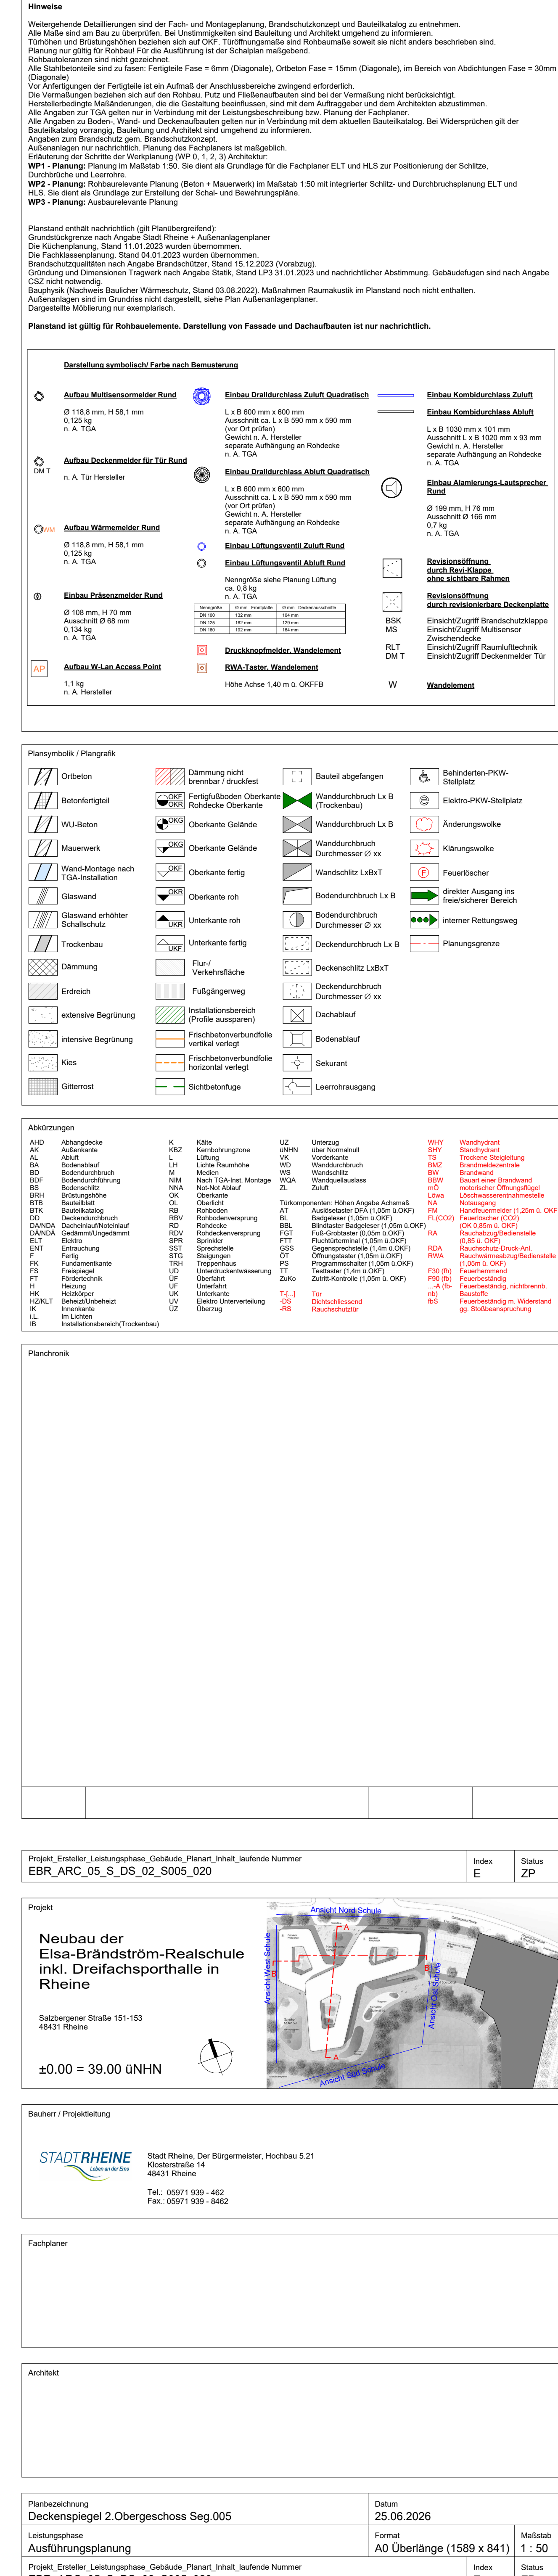 Hinweise
Weitergehende Detaillierungen sind der Fach- und Montageplanung, Brandschutzkonzept und Bauteilkatalog zu entnehmen.
Alle Maße sind am Bau zu überprüfen. Bei Unstimmigkeiten sind Bauleitung und Architekt umgehend zu informieren.
Türhöhen und Brüstungshöhen beziehen sich auf OKF. Türöffnungsmaße sind Rohbaumaße soweit sie nicht anders beschrieben sind.
Planung nur gültig für Rohbau! Für die Ausführung ist der Schalplan maßgebend.
Rohbautoleranzen sind nicht gezeichnet.
Alle Stahlbetonteile sind zu fasen: Fertigteile Fase = 6mm (Diagonale), Ortbeton Fase = 15mm (Diagonale), im Bereich von Abdichtungen Fase = 30mm
(Diagonale)
Vor Anfertigungen der Fertigteile ist ein Aufmaß der Anschlussbereiche zwingend erforderlich.
Die Vermaßungen beziehen sich auf den Rohbau. Putz und Fließenaufbauten sind bei der Vermaßung nicht berücksichtigt.
Herstellerbedingte Maßänderungen, die die Gestaltung beeinflussen, sind mit dem Auftraggeber und dem Architekten abzustimmen.
Alle Angaben zur TGA gelten nur in Verbindung mit der Leistungsbeschreibung bzw. Planung der Fachplaner.
Alle Angaben zu Boden-, Wand- und Deckenaufbauten gelten nur in Verbindung mit dem aktuellen Bauteilkatalog. Bei Widersprüchen gilt der
Bauteilkatalog vorrangig, Bauleitung und Architekt sind umgehend zu informieren.
Angaben zum Brandschutz gem. Brandschutzkonzept.
Außenanlagen nur nachrichtlich. Planung des Fachplaners ist maßgeblich.
Erläuterung der Schritte der Werkplanung (WP 0, 1, 2, 3) Architektur:
WP1 - Planung: Planung im Maßstab 1:50. Sie dient als Grundlage für die Fachplaner ELT und HLS zur Positionierung der Schlitze,
Durchbrüche und Leerrohre.
WP2 - Planung: Rohbaurelevante Planung (Beton + Mauerwerk) im Maßstab 1:50 mit integrierter Schlitz- und Durchbruchsplanung ELT und
HLS. Sie dient als Grundlage zur Erstellung der Schal- und Bewehrungspläne.
WP3 - Planung: Ausbaurelevante Planung
Planstand enthält nachrichtlich (gilt Planübergreifend):
Grundstückgrenze nach Angabe Stadt Rheine + Außenanlagenplaner
Die Küchenplanung, Stand 11.01.2023 wurden übernommen.
Die Fachklassenplanung. Stand 04.01.2023 wurden übernommen.
Brandschutzqualitäten nach Angabe Brandschützer, Stand 15.12.2023 (Vorabzug).
Gründung und Dimensionen Tragwerk nach Angabe Statik, Stand LP3 31.01.2023 und nachrichtlicher Abstimmung. Gebäudefugen sind nach Angabe
CSZ nicht notwendig.
Bauphysik (Nachweis Baulicher Wärmeschutz, Stand 03.08.2022). Maßnahmen Raumakustik im Planstand noch nicht enthalten.
Außenanlagen sind im Grundriss nicht dargestellt, siehe Plan Außenanlagenplaner.
Dargestellte Möblierung nur exemplarisch.
Planstand ist gültig für Rohbauelemente. Darstellung von Fassade und Dachaufbauten ist nur nachrichtlich.
Darstellung symbolisch/ Farbe nach Bemusterung
Aufbau Multisensormelder Rund
Ø 118,8 mm, H 58,1 mm
0,125 kg
n. A. TGA
DM T
Aufbau Deckenmelder für Tür Rund
n. A. Tür Hersteller
WM
Aufbau Wärmemelder Rund
Ø 118,8 mm, H 58,1 mm
0,125 kg
n. A. TGA
Einbau Präsenzmelder Rund
Ø 108 mm, H 70 mm
Ausschnitt Ø 68 mm
0,134 kg
n. A. TGA
AP
Aufbau W-Lan Access Point
1,1 kg
n. A. Hersteller
Einbau Dralldurchlass Zuluft Quadratisch
L x B 600 mm x 600 mm
Ausschnitt ca. L x B 590 mm x 590 mm
(vor Ort prüfen)
Gewicht n. A. Hersteller
separate Aufhängung an Rohdecke
n. A. TGA
Einbau Dralldurchlass Abluft Quadratisch
L x B 600 mm x 600 mm
Ausschnitt ca. L x B 590 mm x 590 mm
(vor Ort prüfen)
Gewicht n. A. Hersteller
separate Aufhängung an Rohdecke
n. A. TGA
Einbau Lüftungsventil Zuluft Rund
Einbau Lüftungsventil Abluft Rund
Nenngröße siehe Planung Lüftung
ca. 0,8 kg
n. A. TGA
Nenngröße Ø mm Frontplatte Ø mm Deckenausschnitte
DN 100 132 mm 104 mm
DN 125 162 mm 129 mm
DN 160 192 mm 164 mm
Druckknopfmelder, Wandelement
RWA-Taster, Wandelement
Höhe Achse 1,40 m ü. OKFFB
Einbau Kombidurchlass Zuluft
Einbau Kombidurchlass Abluft
L x B 1030 mm x 101 mm
Ausschnitt L x B 1020 mm x 93 mm
Gewicht n. A. Hersteller
separate Aufhängung an Rohdecke
n. A. TGA
Einbau Alamierungs-Lautsprecher
Rund
Ø 199 mm, H 76 mm
Ausschnitt Ø 166 mm
0,7 kg
n. A. TGA
Revisionsöffnung
durch Revi-Klappe
ohne sichtbare Rahmen
Revisionsöffnung
durch revisionierbare Deckenplatte
BSK Einsicht/Zugriff Brandschutzklappe
MS Einsicht/Zugriff Multisensor
Zwischendecke
RLT Einsicht/Zugriff Raumlufttechnik
DM T Einsicht/Zugriff Deckenmelder Tür
W Wandelement
Plansymbolik / Plangrafik
Ortbeton
Betonfertigteil
WU-Beton
Mauerwerk
Wand-Montage nach
TGA-Installation
Glaswand
Glaswand erhöhter
Schallschutz
Trockenbau
Dämmung
Erdreich
extensive Begrünung
intensive Begrünung
Kies
Gitterrost
Dämmung nicht
brennbar / druckfest
OKF
OKR
Fertigfußboden Oberkante
Rohdecke Oberkante
OKG Oberkante Gelände
OKG Oberkante Gelände
OKF Oberkante fertig
OKR Oberkante roh
UKR Unterkante roh
UKF Unterkante fertig
Flur-/
Verkehrsfläche
Fußgängerweg
Installationsbereich
(Profile aussparen)
Frischbetonverbundfolie
vertikal verlegt
Frischbetonverbundfolie
horizontal verlegt
Sichtbetonfuge
Bauteil abgefangen
Wanddurchbruch Lx B
(Trockenbau)
Wanddurchbruch Lx B
Wanddurchbruch
Durchmesser ∅ xx
Wandschlitz LxBxT
Bodendurchbruch Lx B
Bodendurchbruch
Durchmesser ∅ xx
Deckendurchbruch Lx B
Deckenschlitz LxBxT
Deckendurchbruch
Durchmesser ∅ xx
Dachablauf
Bodenablauf
Sekurant
Leerrohrausgang
Behinderten-PKW-
Stellplatz
Elektro-PKW-Stellplatz
Änderungswolke
Klärungswolke
F Feuerlöscher
direkter Ausgang ins
freie/sicherer Bereich
interner Rettungsweg
Planungsgrenze
Abkürzungen
AHD Abhangdecke
AK Außenkante
AL Abluft
BA Bodenablauf
BD Bodendurchbruch
BDF Bodendurchführung
BS Bodenschlitz
BRH Brüstungshöhe
BTB Bauteilblatt
BTK Bauteilkatalog
DD Deckendurchbruch
DA/NDA Dacheinlauf/Noteinlauf
DÄ/NDÄ Gedämmt/Ungedämmt
ELT Elektro
ENT Entrauchung
F Fertig
FK Fundamentkante
FS Freispiegel
FT Fördertechnik
H Heizung
HK Heizkörper
HZ/KLT Beheizt/Unbeheizt
IK Innenkante
i.L. Im Lichten
IB Installationsbereich(Trockenbau)
K Kälte
KBZ Kernbohrungzone
L Lüftung
LH Lichte Raumhöhe
M Medien
NIM Nach TGA-Inst. Montage
NNA Not-Not Ablauf
OK Oberkante
OL Oberlicht
RB Rohboden
RBV Rohbodenversprung
RD Rohdecke
RDV Rohdeckenversprung
SPR Sprinkler
SST Sprechstelle
STG Steigungen
TRH Treppenhaus
UD Unterdruckentwässerung
ÜF Überfahrt
UF Unterfahrt
UK Unterkante
UV Elektro Unterverteilung
ÜZ Überzug
UZ Unterzug
üNHN über Normalnull
VK Vorderkante
WD Wanddurchbruch
WS Wandschlitz
WQA Wandquellauslass
ZL Zuluft
Türkomponenten: Höhen Angabe Achsmaß
AT Auslösetaster DFA (1,05m ü.OKF)
BL Badgeleser (1,05m ü.OKF)
BBL Blindtaster Badgeleser (1,05m ü.OKF)
FGT Fuß-Grobtaster (0,05m ü.OKF)
FTT Fluchtürterminal (1,05m ü.OKF)
GSS Gegensprechstelle (1,4m ü.OKF)
ÖT Öffnungstaster (1,05m ü.OKF)
PS Programmschalter (1,05m ü.OKF)
TT Testtaster (1,4m ü.OKF)
ZuKo Zutritt-Kontrolle (1,05m ü. OKF)
T-[...] Tür
-DS Dichtschliessend
-RS Rauchschutztür
WHY Wandhydrant
SHY Standhydrant
TS Trockene Steigleitung
BMZ Brandmeldezentrale
BW Brandwand
BBW Bauart einer Brandwand
mÖ motorischer Öffnungsflügel
Löwa Löschwasserentnahmestelle
NA Notausgang
FM Handfeuermelder (1,25m ü. OKF
FL(CO2) Feuerlöscher (CO2)
(OK 0,85m ü. OKF)
RA Rauchabzug/Bedienstelle
(0,85 ü. OKF)
RDA Rauchschutz-Druck-Anl.
RWA Rauchwärmeabzug/Bedienstelle
(1,05m ü. OKF)
F30 (fh) Feuerhemmend
F90 (fb) Feuerbeständig
...-A (fb- Feuerbeständig, nichtbrennb.
nb) Baustoffe
fbS Feuerbeständig m. Widerstand
gg. Stoßbeanspruchung
Planchronik
Projekt_Ersteller_Leistungsphase_Gebäude_Planart_Inhalt_laufende Nummer
EBR_ARC_05_S_DS_02_S005_020
Index
E
Status
ZP
Projekt
Neubau der
Elsa-Brändström-Realschule
inkl. Dreifachsporthalle in
Rheine
Salzbergener Straße 151-153
48431 Rheine
±0.00 = 39.00 üNHN
Ansicht Nord Schule
Ansicht West Schule
Ansicht Ost Schule
Ansicht Süd Schule
A
B
B
A
Bauherr / Projektleitung
STADTRHEINE
Leben an der Ems
Stadt Rheine, Der Bürgermeister, Hochbau 5.21
Klosterstraße 14
48431 Rheine
Tel.: 05971 939 - 462
Fax.: 05971 939 - 8462
Fachplaner
Architekt
Planbezeichnung
Deckenspiegel 2.Obergeschoss Seg.005
Datum
25.06.2026
Leistungsphase
Ausführungsplanung
Format
A0 Überlänge (1589 x 841)
Maßstab
1 : 50
Projekt_Ersteller_Leistungsphase_Gebäude_Planart_Inhalt_laufende Nummer
Index
Status